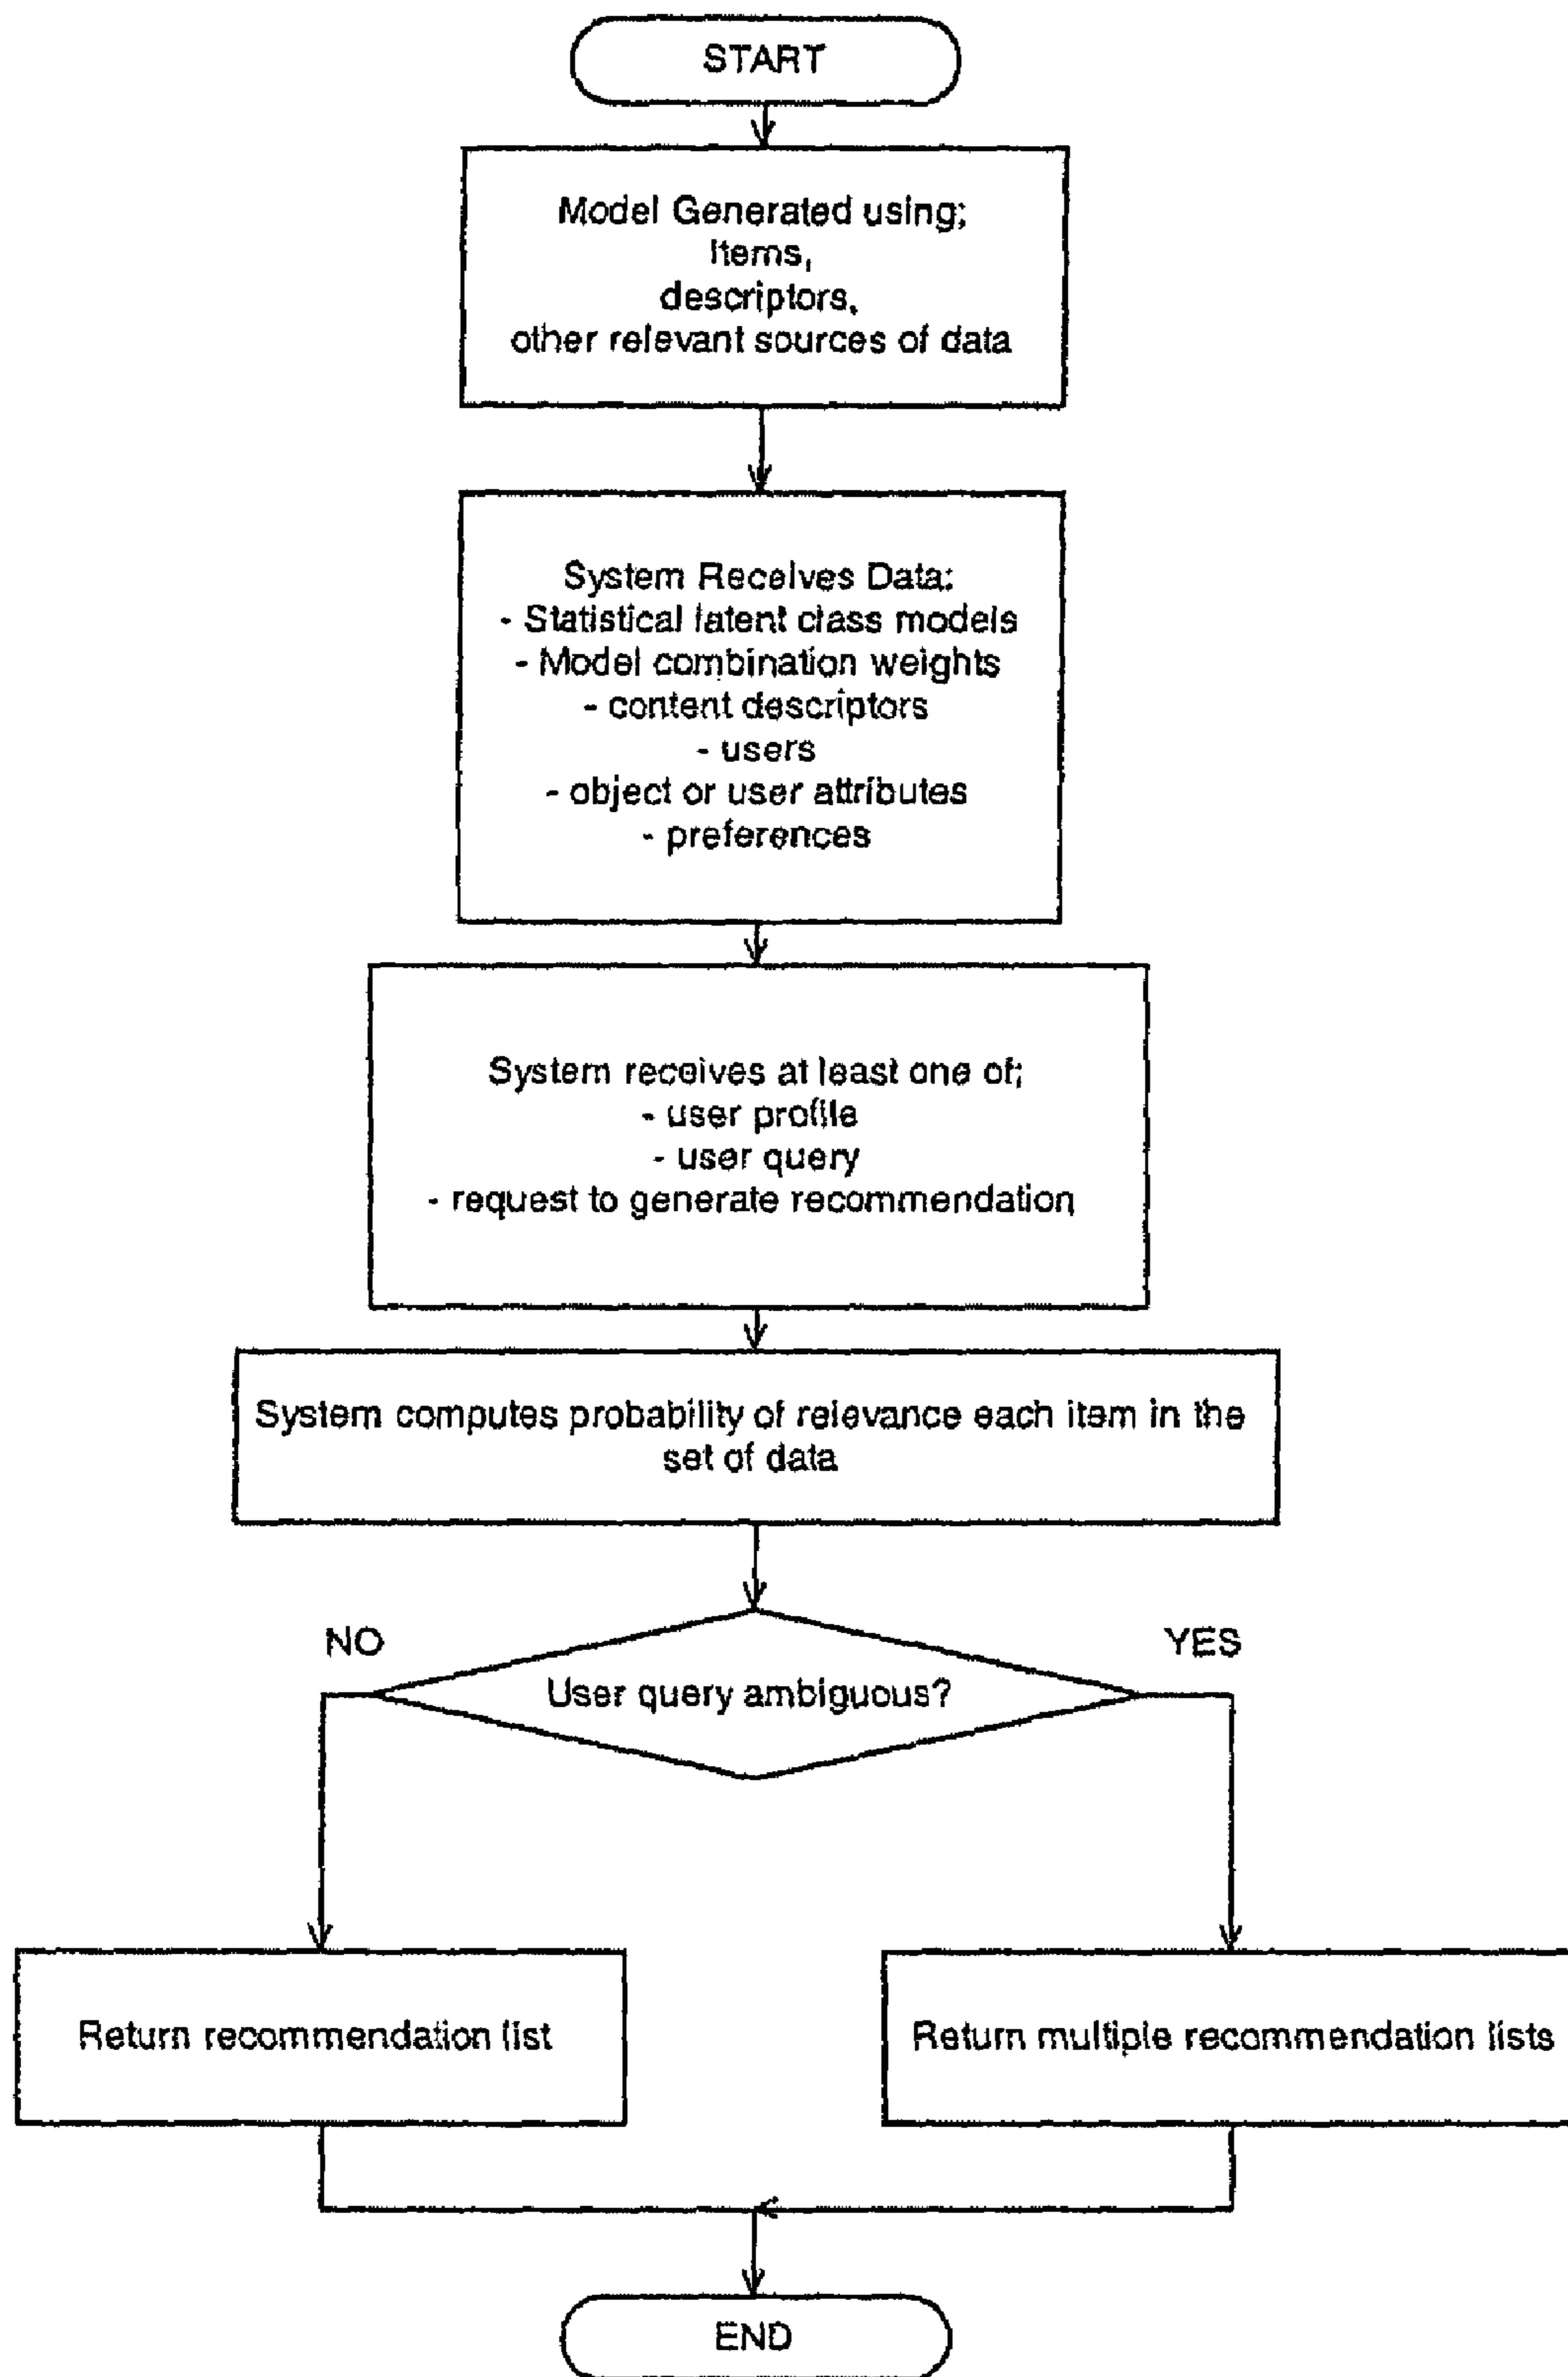 START
Model Generated using;
Items,
descriptors,
other relevant sources of data
System Receives Data:
- Statistical latent class models
- Model combination weights
- content descriptors
- users
- object or user attributes
- preferences
System receives at least one of;
- user profile
- user query
- request to generate recommendation
System computes probability of relevance each item in the
set of data
NO
YES
User query ambiguous?
Return recommendation list
Return multiple recommendation lists
END